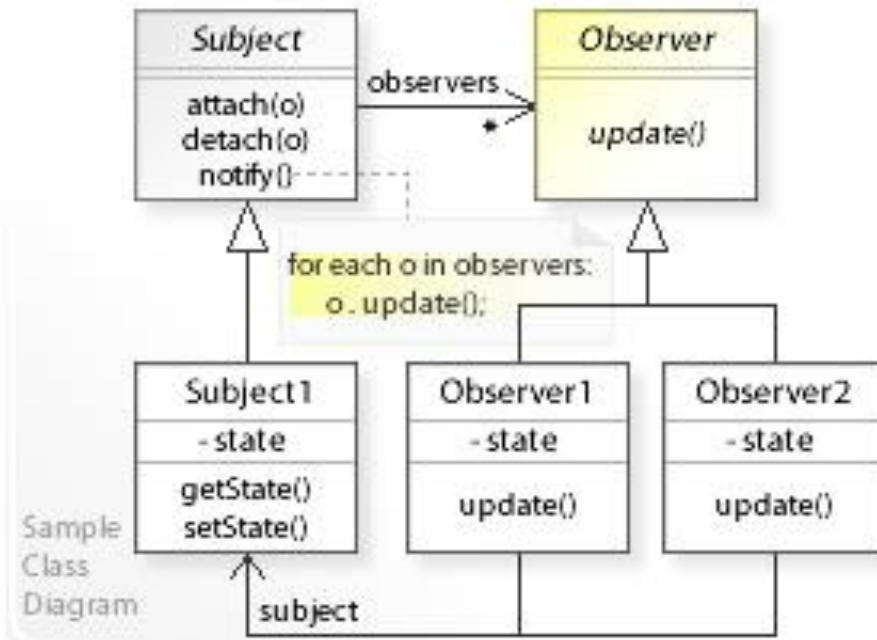 Subject
attach(o)
detach(o)
notify()
observers
*
Observer
update()
for each o in observers:
o . update();
Subject1
- state
getState()
setState()
Observer1
- state
update()
Observer2
- state
update()
subject
Sample
Class
Diagram